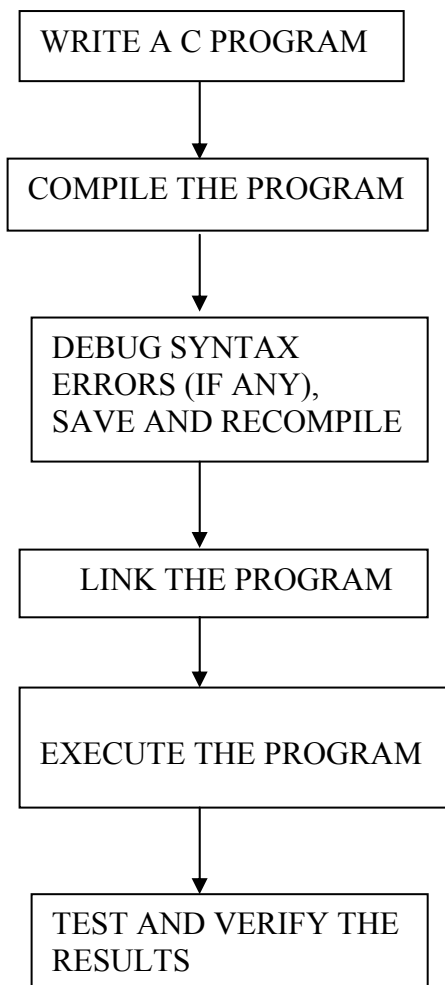 WRITE A C PROGRAM
COMPILE THE PROGRAM
DEBUG SYNTAX
ERRORS (IF ANY),
SAVE AND RECOMPILE
LINK THE PROGRAM
EXECUTE THE PROGRAM
TEST AND VERIFY THE
RESULTS